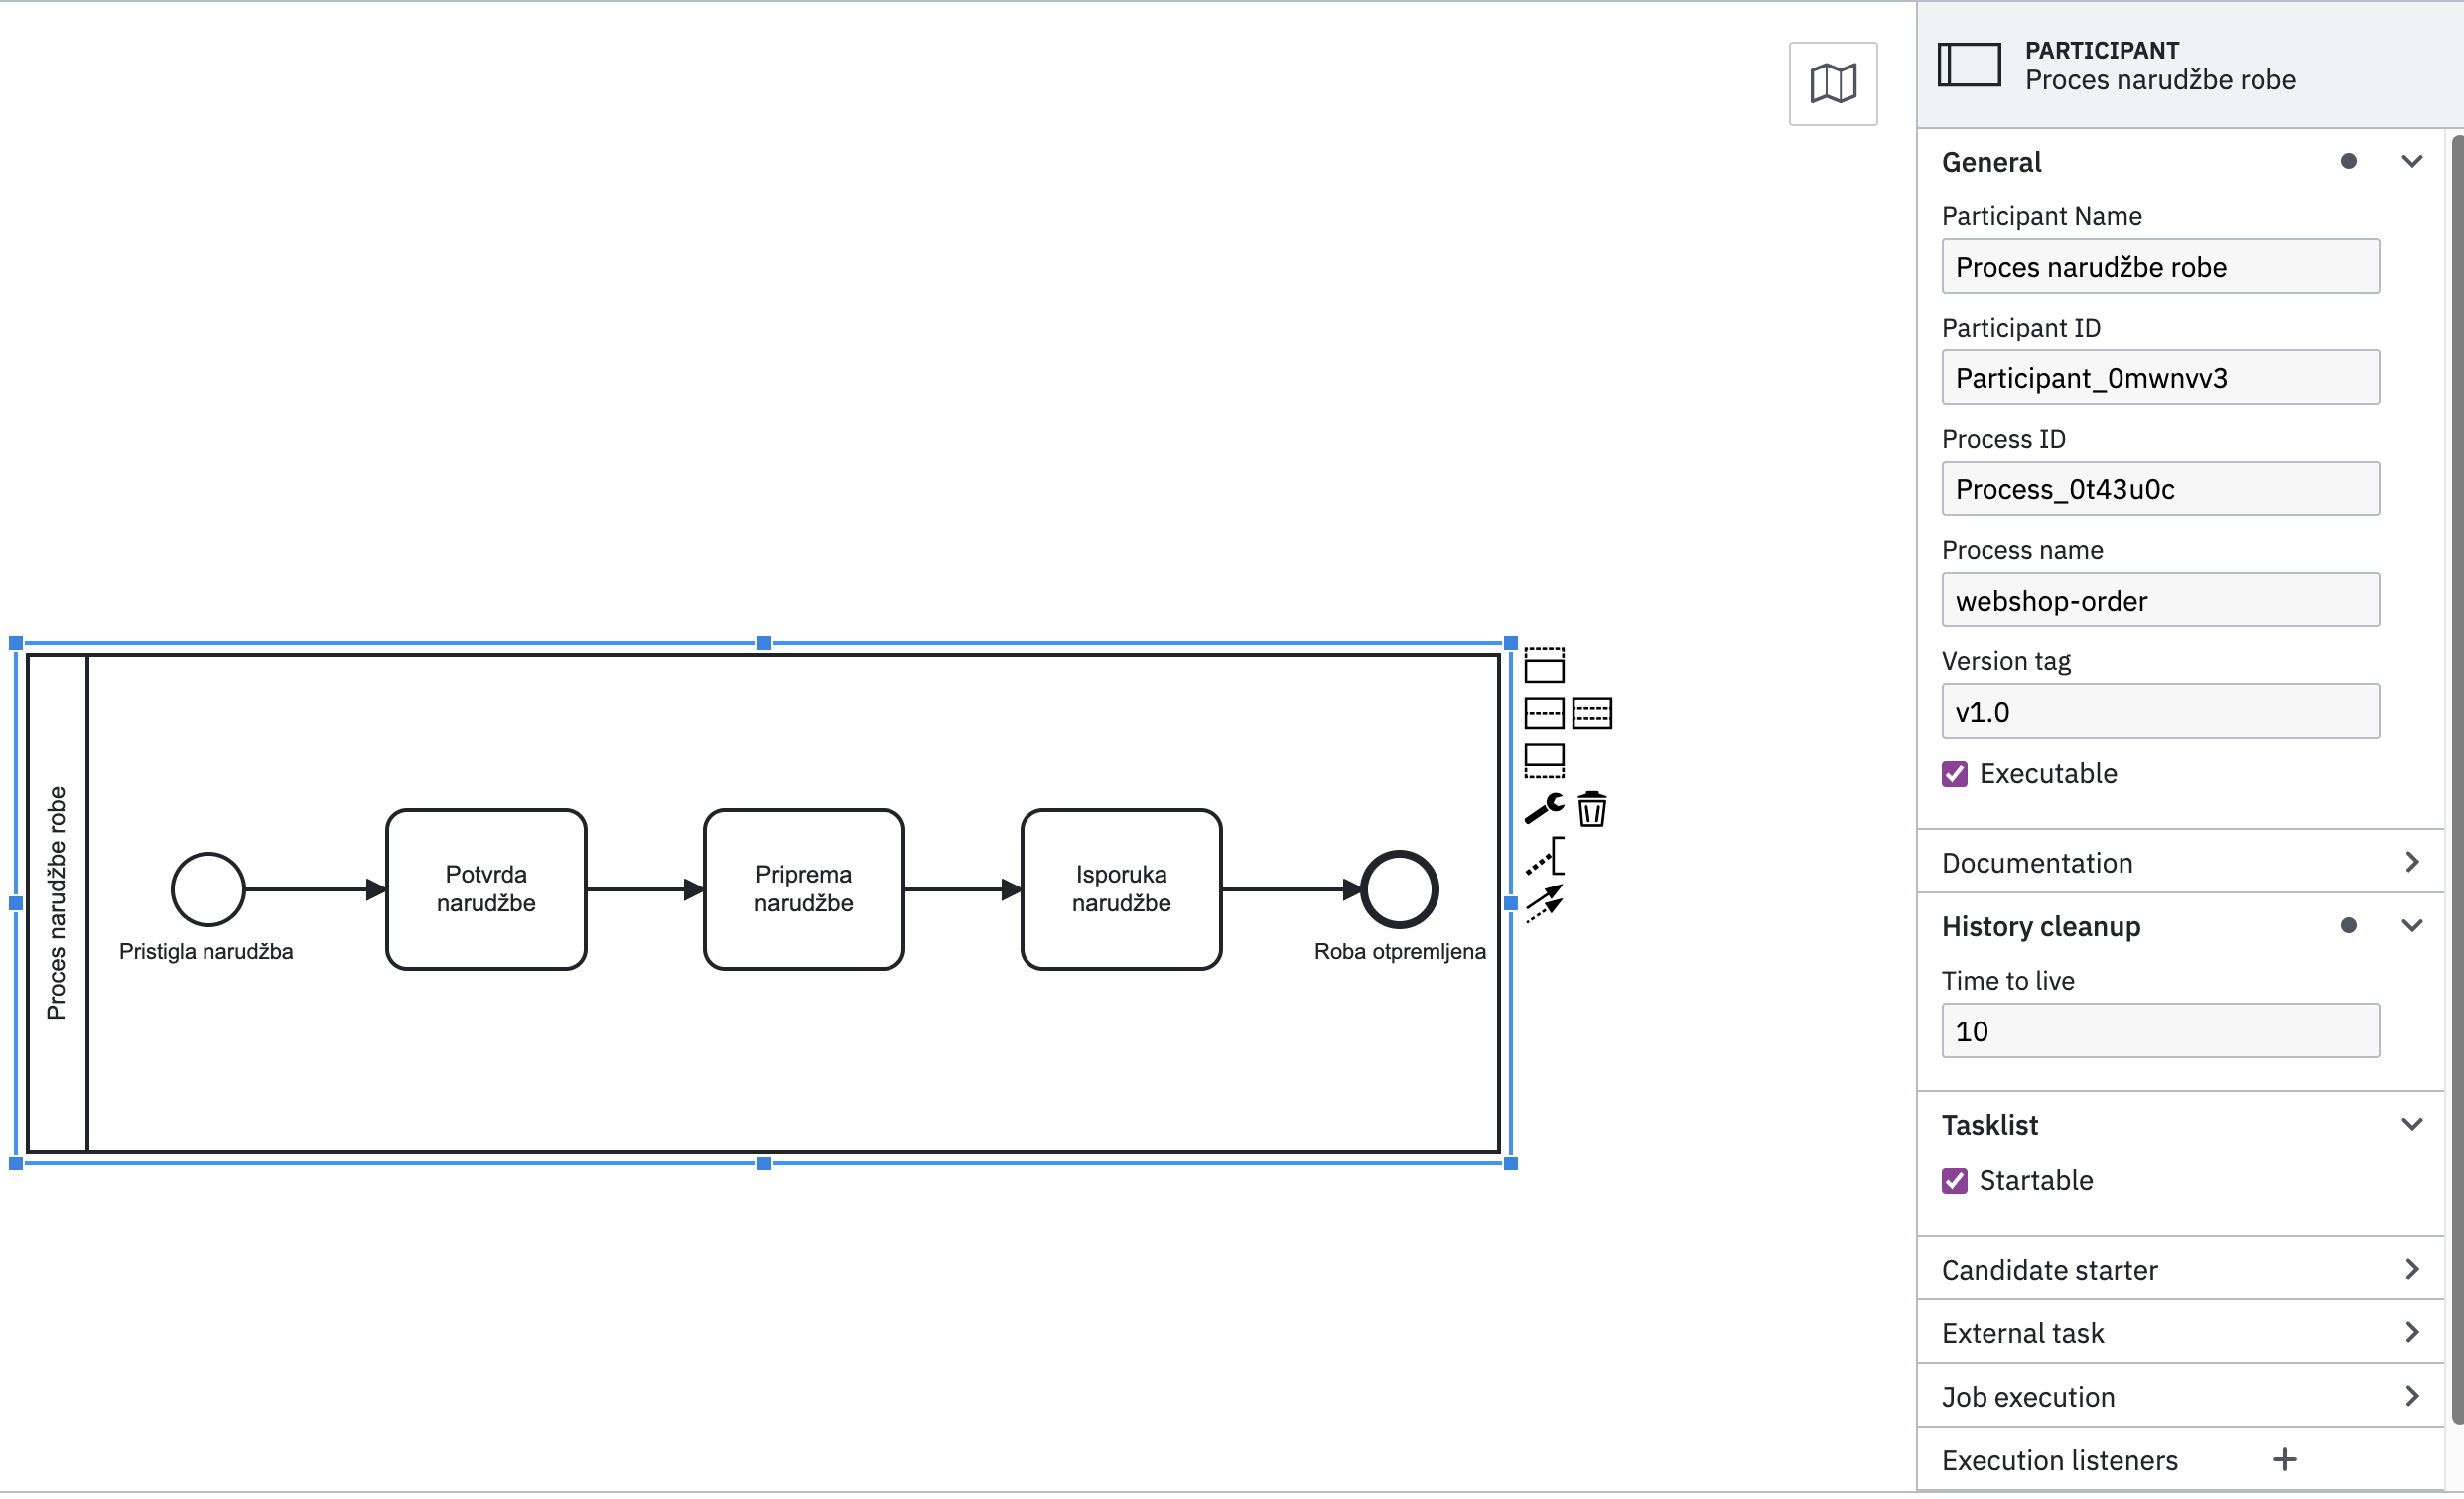 Proces narudžbe robe
Pristigla narudžba
Potvrda
narudžbe
Priprema
narudžbe
Isporuka
narudžbe
Roba otpremljena
PARTICIPANT
Proces narudžbe robe
General
Participant Name
Proces narudžbe robe
Participant ID
Participant_0mwnvv3
Process ID
Process_0t43u0c
Process name
webshop-order
Version tag
v1.0
Executable
Documentation
History cleanup
Time to live
10
Tasklist
Startable
Candidate starter
External task
Job execution
Execution listeners